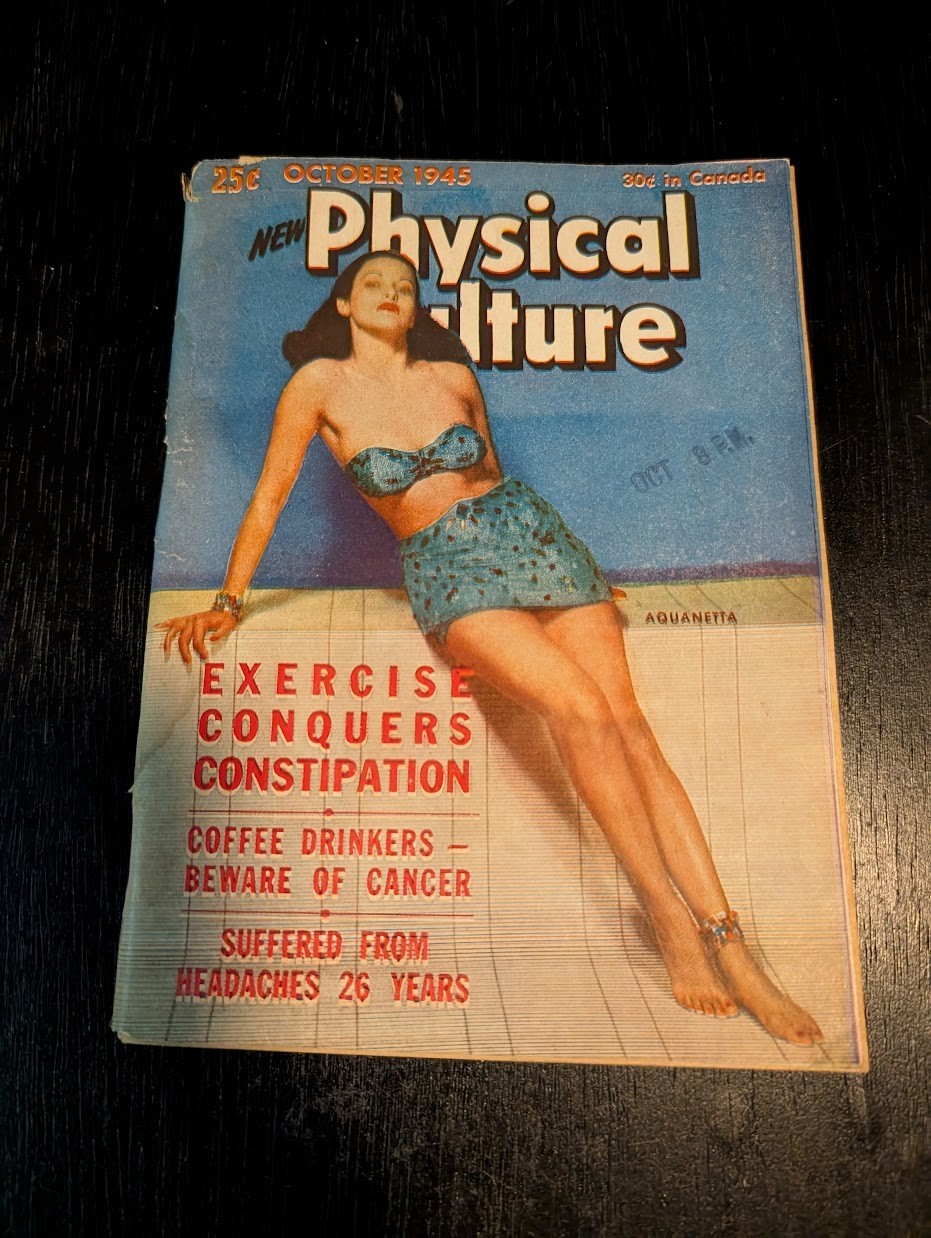 25¢ OCTOBER 1945 30¢ in Canada
NEW Physical
ulture
OCT 9 P.M.
AQUANETTA
EXERCISE
CONQUERS
CONSTIPATION
COFFEE DRINKERS –
BEWARE OF CANCER
SUFFERED FROM
HEADACHES 26 YEARS